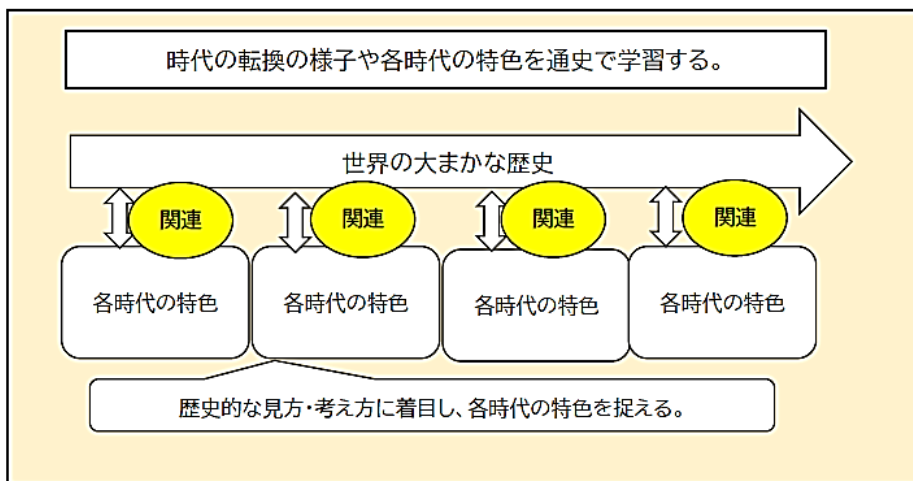 時代の転換の様子や各時代の特色を通史で学習する。
世界の大まかな歴史
関連
関連
関連
関連
各時代の特色
各時代の特色
各時代の特色
各時代の特色
歴史的な見方・考え方に着目し、各時代の特色を捉える。